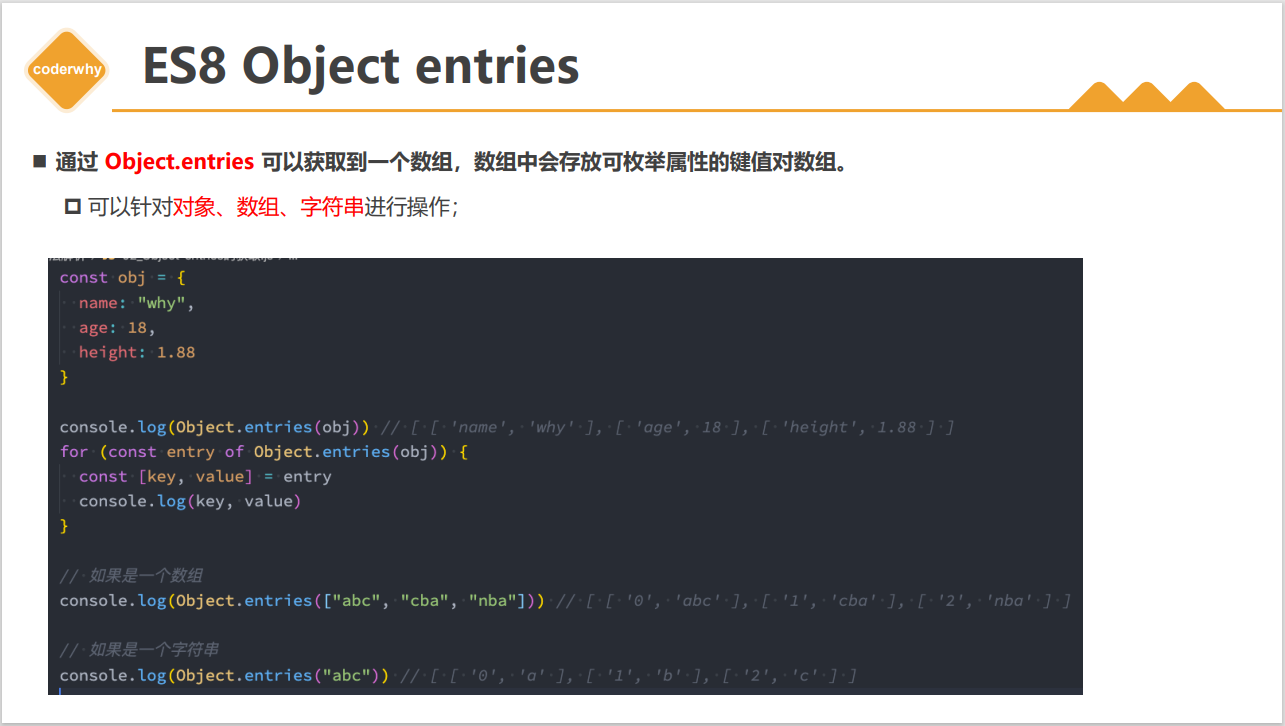 coderwhy
ES8 Object entries
通过 Object.entries 可以获取到一个数组，数组中会存放可枚举属性的键值对数组。
可以针对对象、数组、字符串进行操作；
const obj = {
name: "why",
age: 18,
height: 1.88
}
console.log(Object.entries(obj)) // [ [ 'name', 'why' ], [ 'age', 18 ], [ 'height', 1.88 ] ]
for (const entry of Object.entries(obj)) {
const [key, value] = entry
console.log(key, value)
}
// 如果是一个数组
console.log(Object.entries(["abc", "cba", "nba"])) // [ [ '0', 'abc' ], [ '1', 'cba' ], [ '2', 'nba' ] ]
// 如果是一个字符串
console.log(Object.entries("abc")) // [ [ '0', 'a' ], [ '1', 'b' ], [ '2', 'c' ] ]